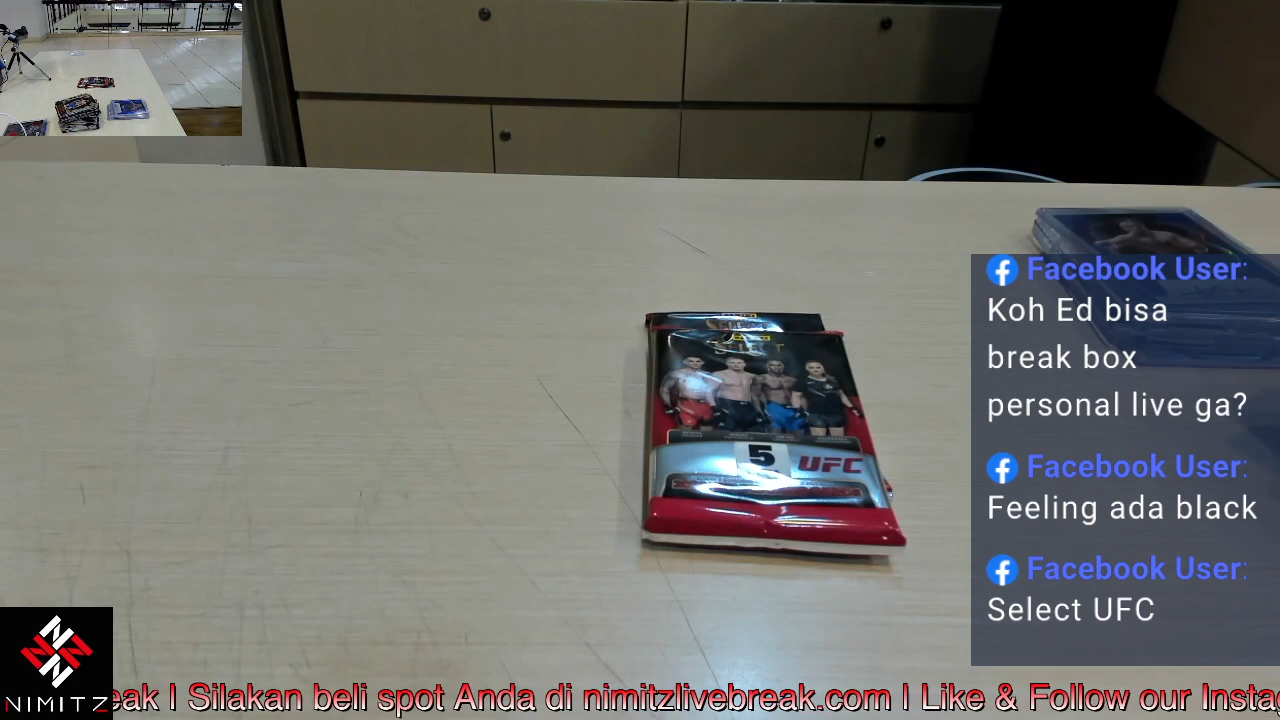 SELECT
5 UFC
Facebook User:
Koh Ed bisa
break box
personal live ga?
Facebook User:
Feeling ada black
Facebook User:
Select UFC
NIMITZ
eak I Silakan beli spot Anda di nimitzlivebreak.com I Like & Follow our Insta